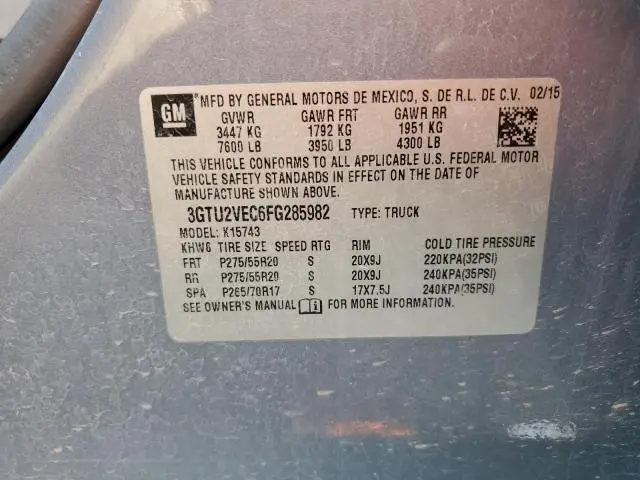 GM MFD BY GENERAL MOTORS DE MEXICO, S. DE R.L. DE C.V. 02/15
GVWR GAWR FRT GAWR RR
3447 KG 1792 KG 1951 KG
7600 LB 3950 LB 4300 LB
THIS VEHICLE CONFORMS TO ALL APPLICABLE U.S. FEDERAL MOTOR
VEHICLE SAFETY STANDARDS IN EFFECT ON THE DATE OF
MANUFACTURE SHOWN ABOVE.
3GTU2VEC6FG285982 TYPE: TRUCK
MODEL: K15743
KHWG TIRE SIZE SPEED RTG RIM COLD TIRE PRESSURE
FRT P275/55R20 S 20X9J 220KPA(32PSI)
RR P275/55R20 S 20X9J 240KPA(35PSI)
SPA P265/70R17 S 17X7.5J 240KPA(35PSI)
SEE OWNER'S MANUAL i FOR MORE INFORMATION.